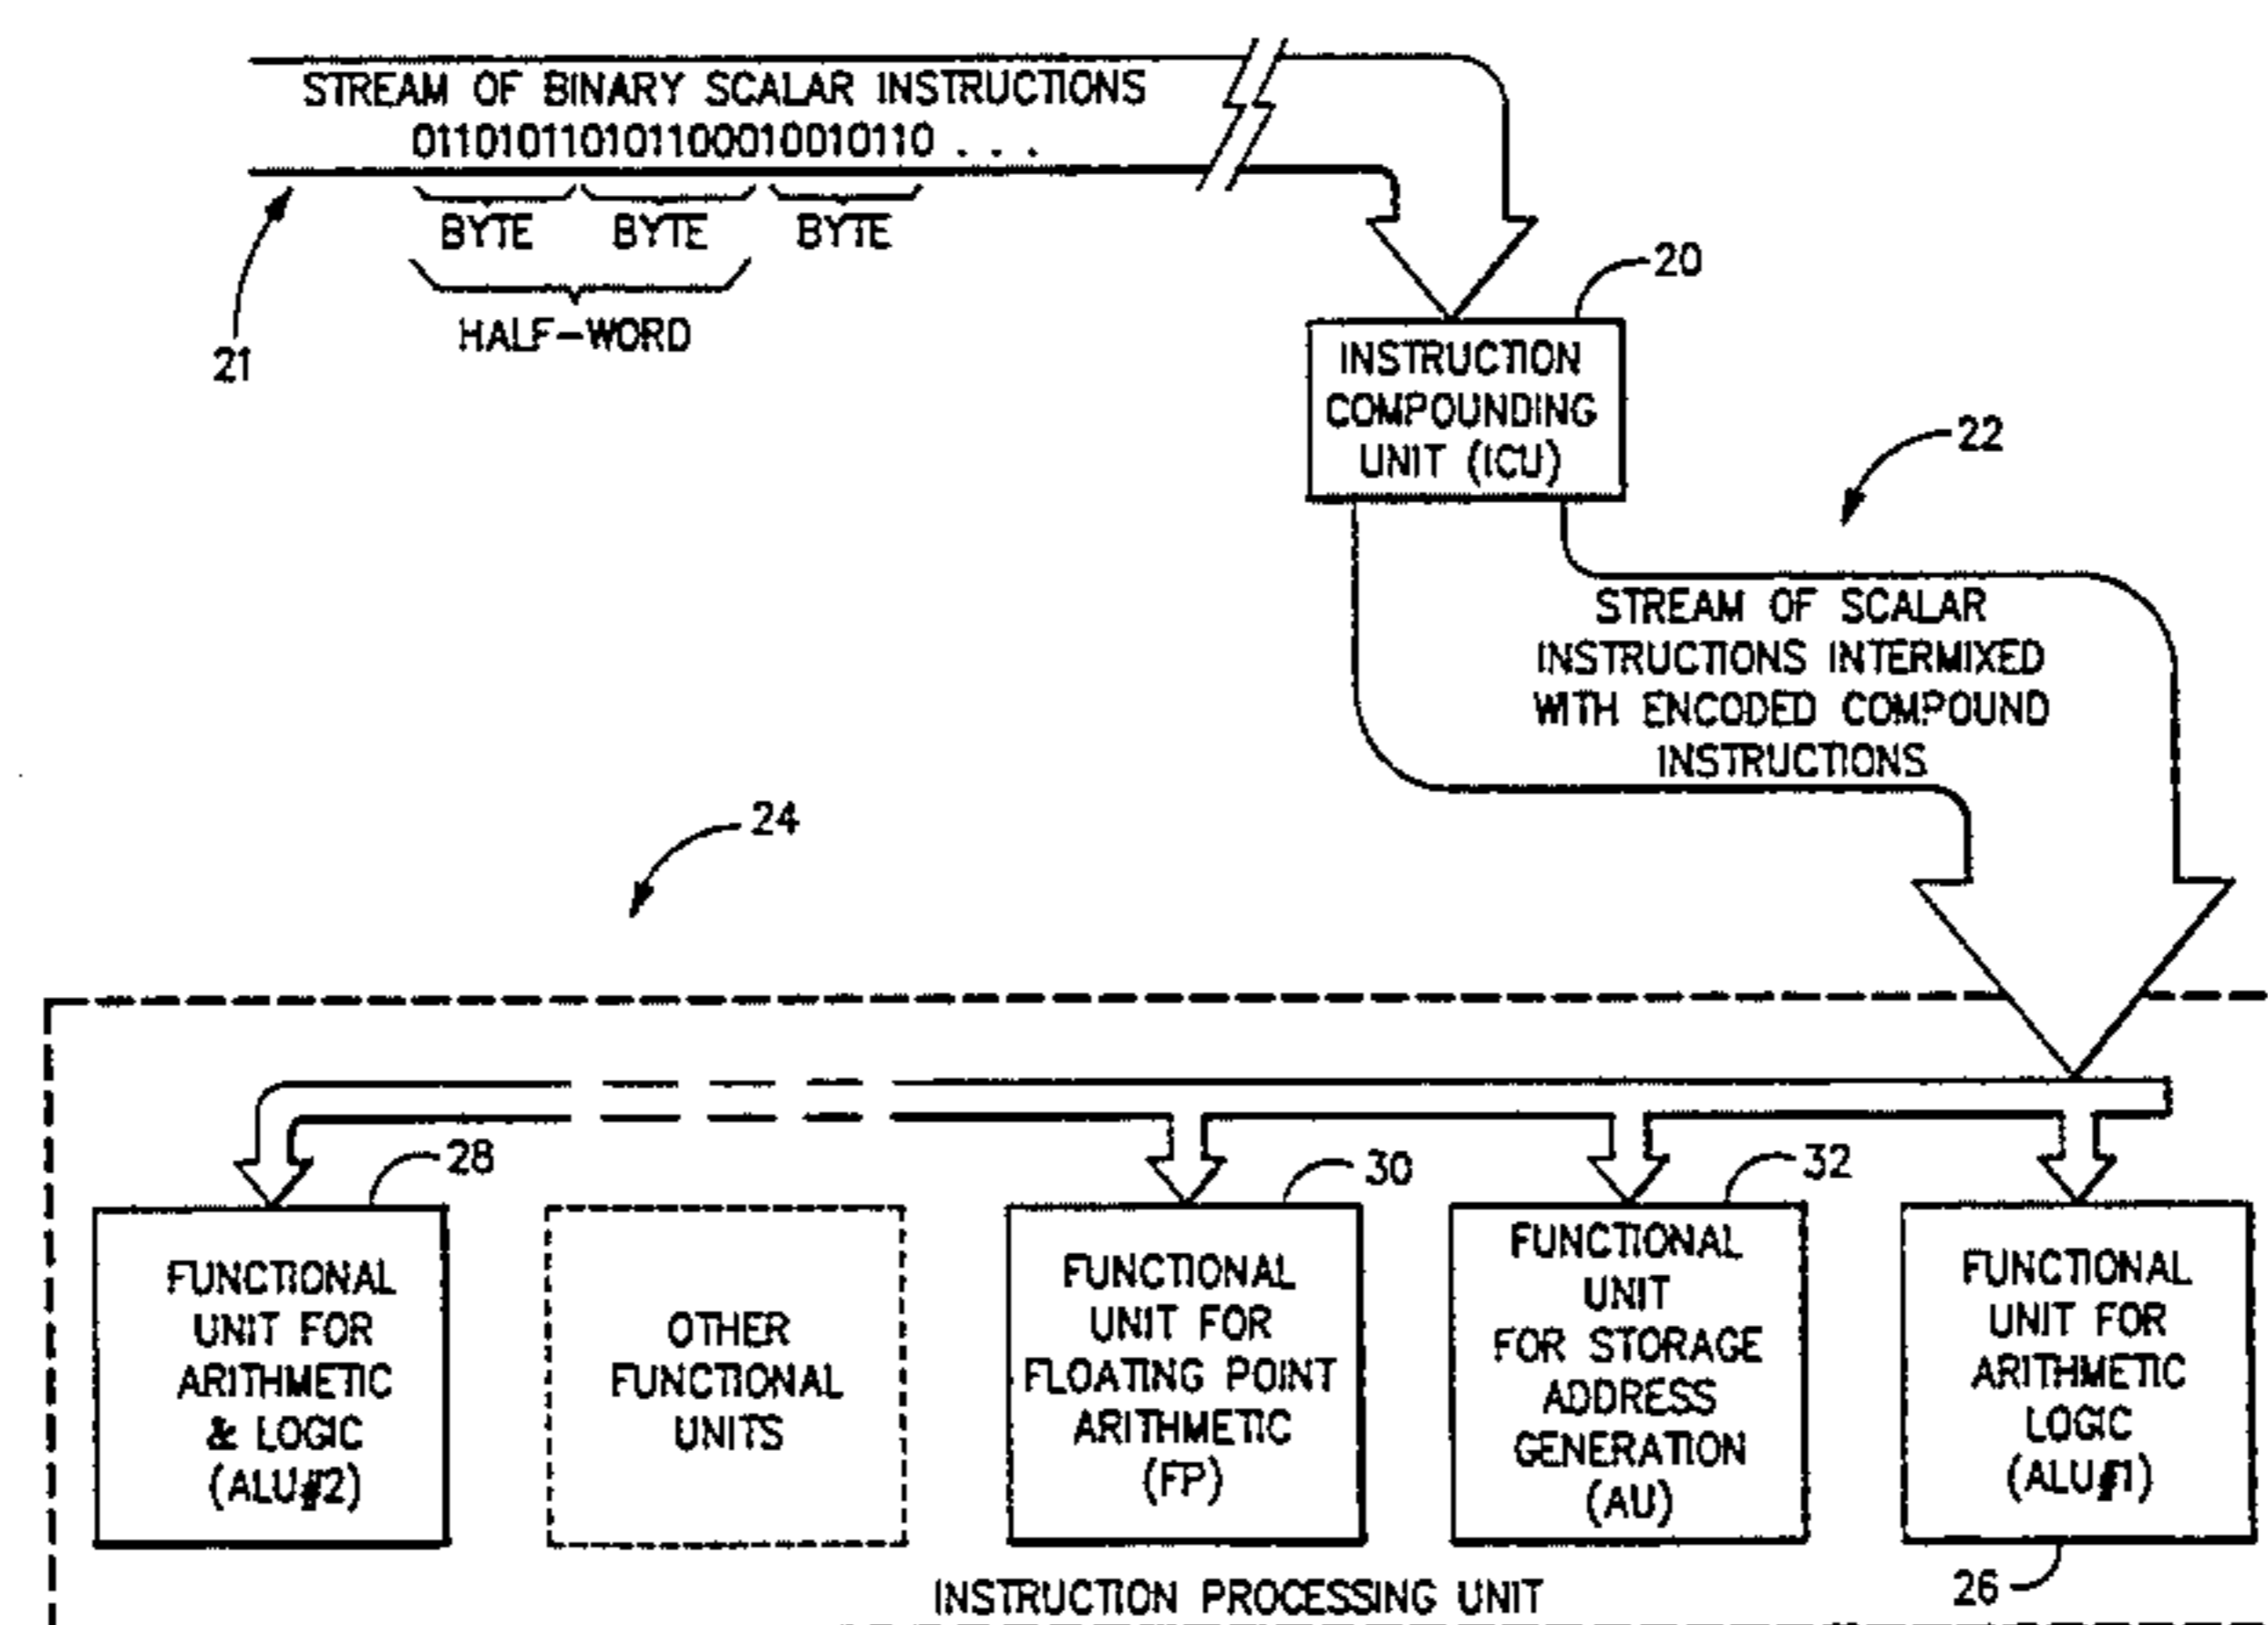 STREAM OF BINARY SCALAR INSTRUCTIONS
011010110101100010010110 . . .
BYTE BYTE BYTE
HALF-WORD
21
20
INSTRUCTION
COMPOUNDING
UNIT (ICU)
22
STREAM OF SCALAR
INSTRUCTIONS INTERMIXED
WITH ENCODED COMPOUND
INSTRUCTIONS
24
28
FUNCTIONAL
UNIT FOR
ARITHMETIC
& LOGIC
(ALU#2)
OTHER
FUNCTIONAL
UNITS
30
FUNCTIONAL
UNIT FOR
FLOATING POINT
ARITHMETIC
(FP)
32
FUNCTIONAL
UNIT
FOR STORAGE
ADDRESS
GENERATION
(AU)
FUNCTIONAL
UNIT FOR
ARITHMETIC
LOGIC
(ALU#1)
26
INSTRUCTION PROCESSING UNIT